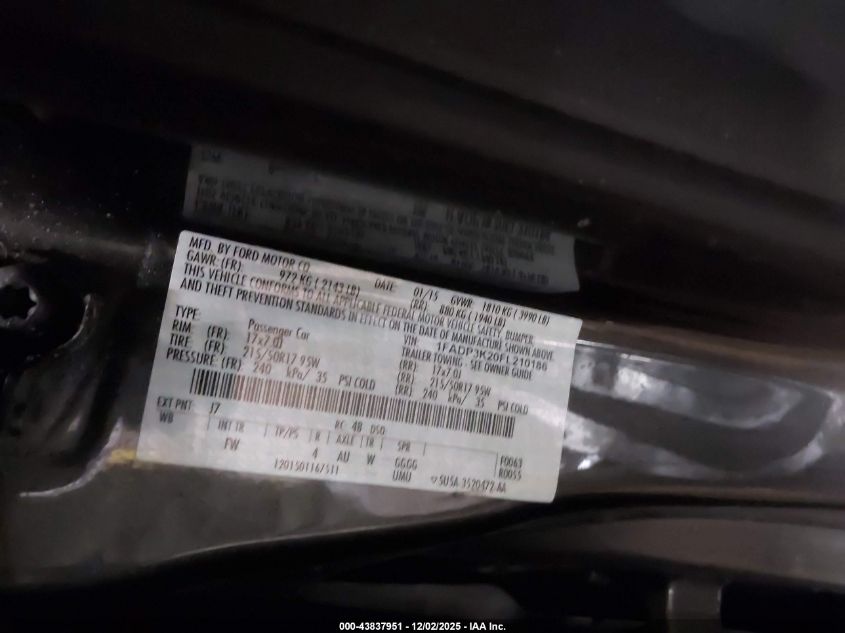 MFD. BY FORD MOTOR CO. DATE: 01/15 GVWR: 1810 KG ( 3990 LB)
GAWR: (FR): 972 KG ( 2143 LB) (RR): 880 KG ( 1940 LB)
THIS VEHICLE CONFORMS TO ALL APPLICABLE FEDERAL MOTOR VEHICLE SAFETY, BUMPER,
AND THEFT PREVENTION STANDARDS IN EFFECT ON THE DATE OF MANUFACTURE SHOWN ABOVE.
VIN: 1FADP3K20FL210186
TYPE: Passenger Car TRAILER TOWING - SEE OWNER GUIDE
RIM: (FR) 17x7.0J (RR): 17x7.0J
TIRE: (FR): 215/50R17 95W (RR): 215/50R17 95W
PRESSURE: (FR): 240 kPa/ 35 PSI COLD (RR) 240 kPa/ 35 PSI COLD
EXT PNT: J7 RC: 4B DSO:
WB INT TR TP/PS R AXLE TR SPR F0063
FW 4 AU W GGGG R0055
1201501167511 UMU SUSA 3520472 AA
000-43837951 - 12/02/2025 - IAA Inc.